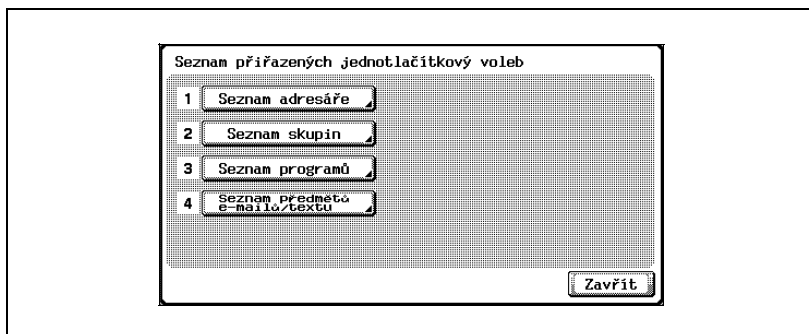 Seznam přiřazených jednotlačítkový voleb
1 Seznam adresáře
2 Seznam skupin
3 Seznam programů
4 Seznam předmětů
e-mailů/textu
Zavřít